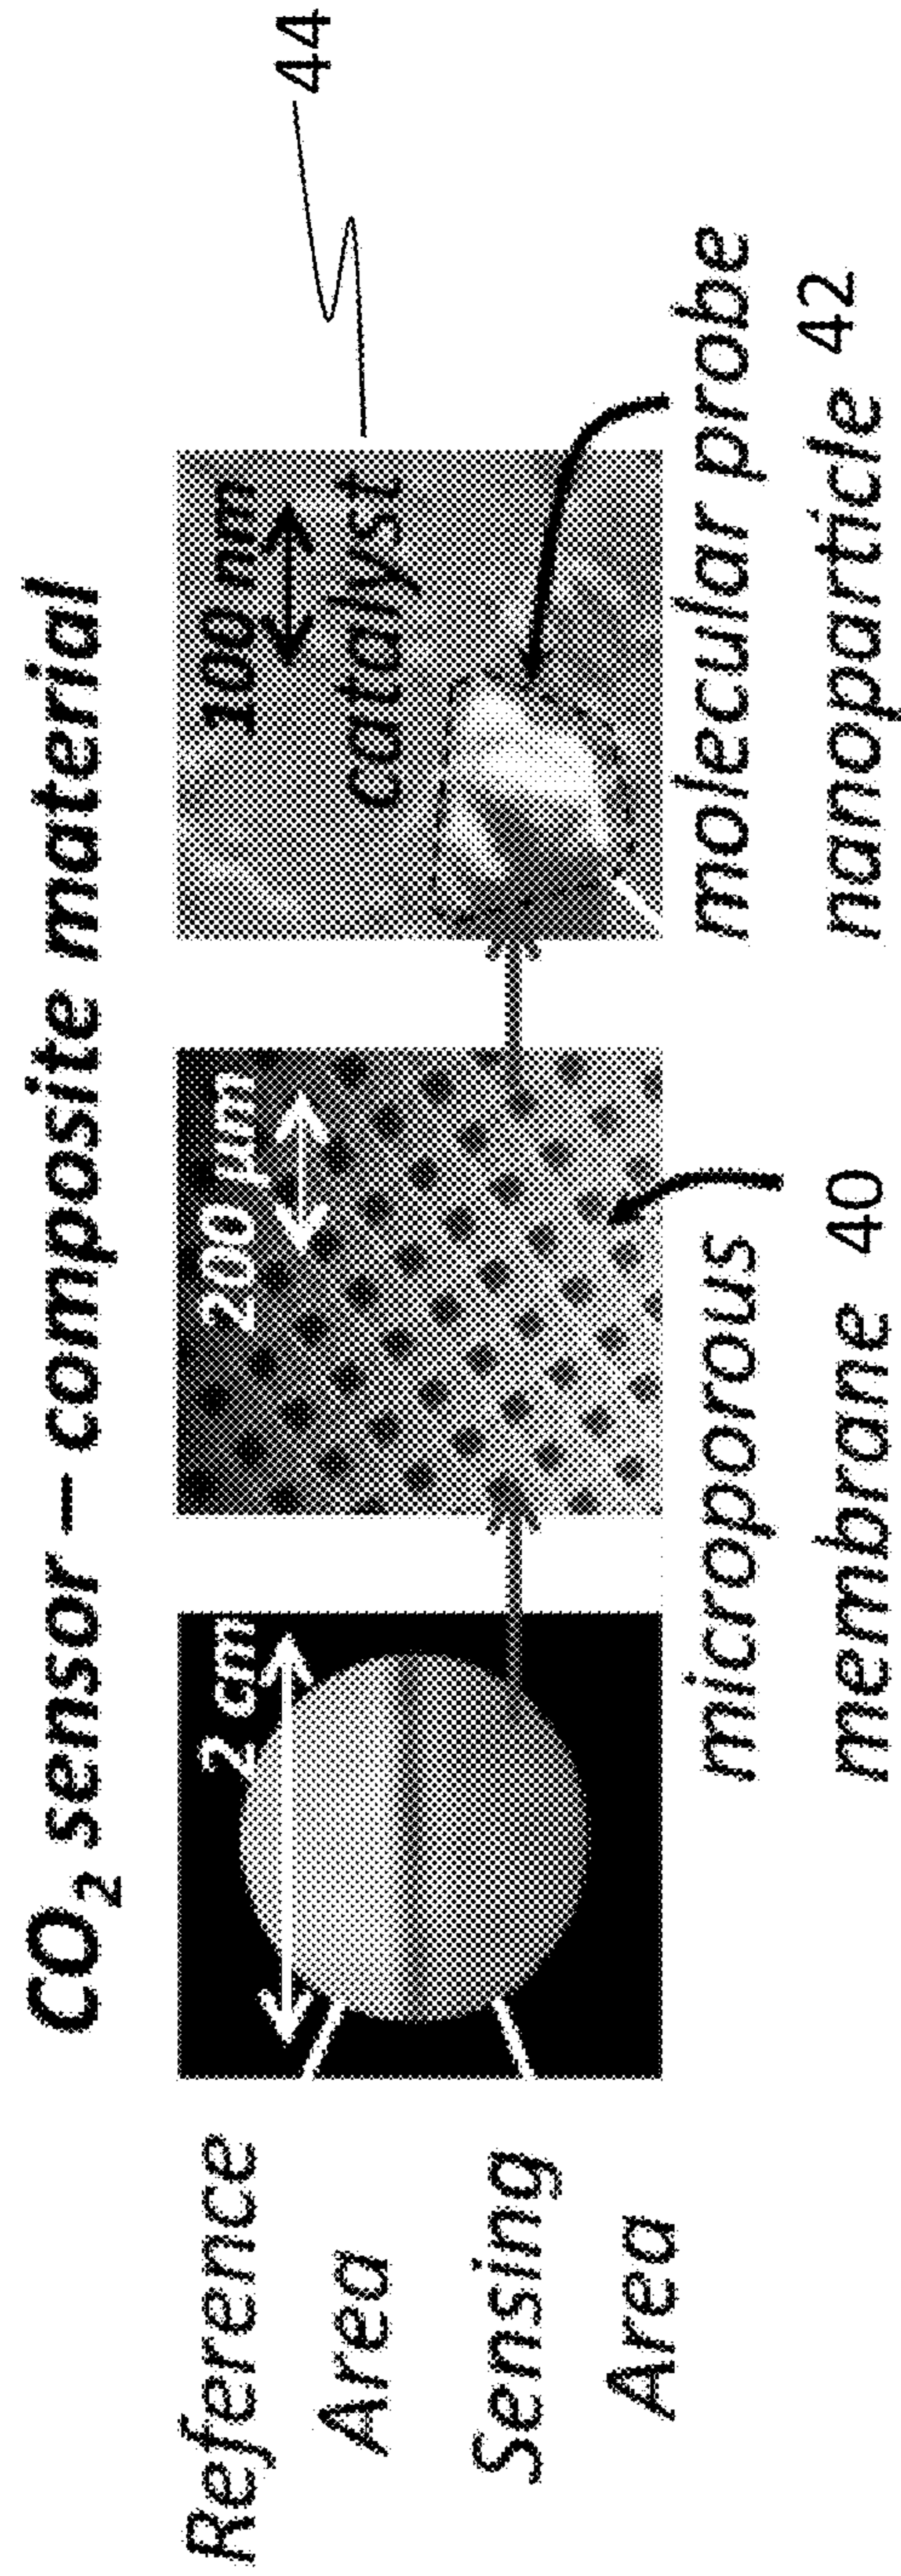 CO₂ sensor – composite material
Reference
Area
Sensing
Area
2 cm
200 µm
100 nm
catalyst
44
microporous
membrane 40
molecular probe
nanoparticle 42